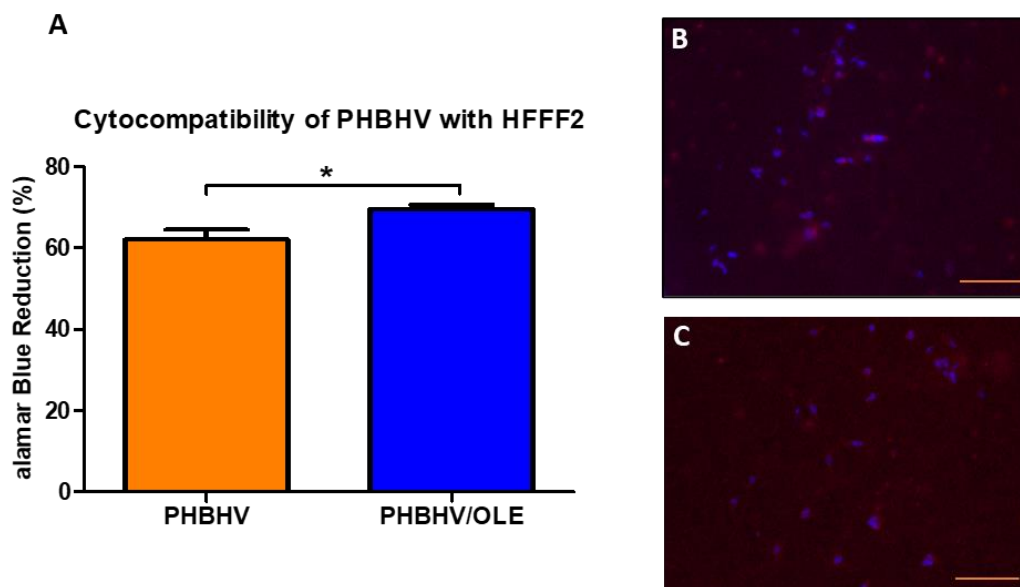 A
Cytocompatibility of PHBHV with HFFF2
alamar Blue Reduction (%)
80
60
40
20
0
*
PHBHV
PHBHV/OLE
B
C